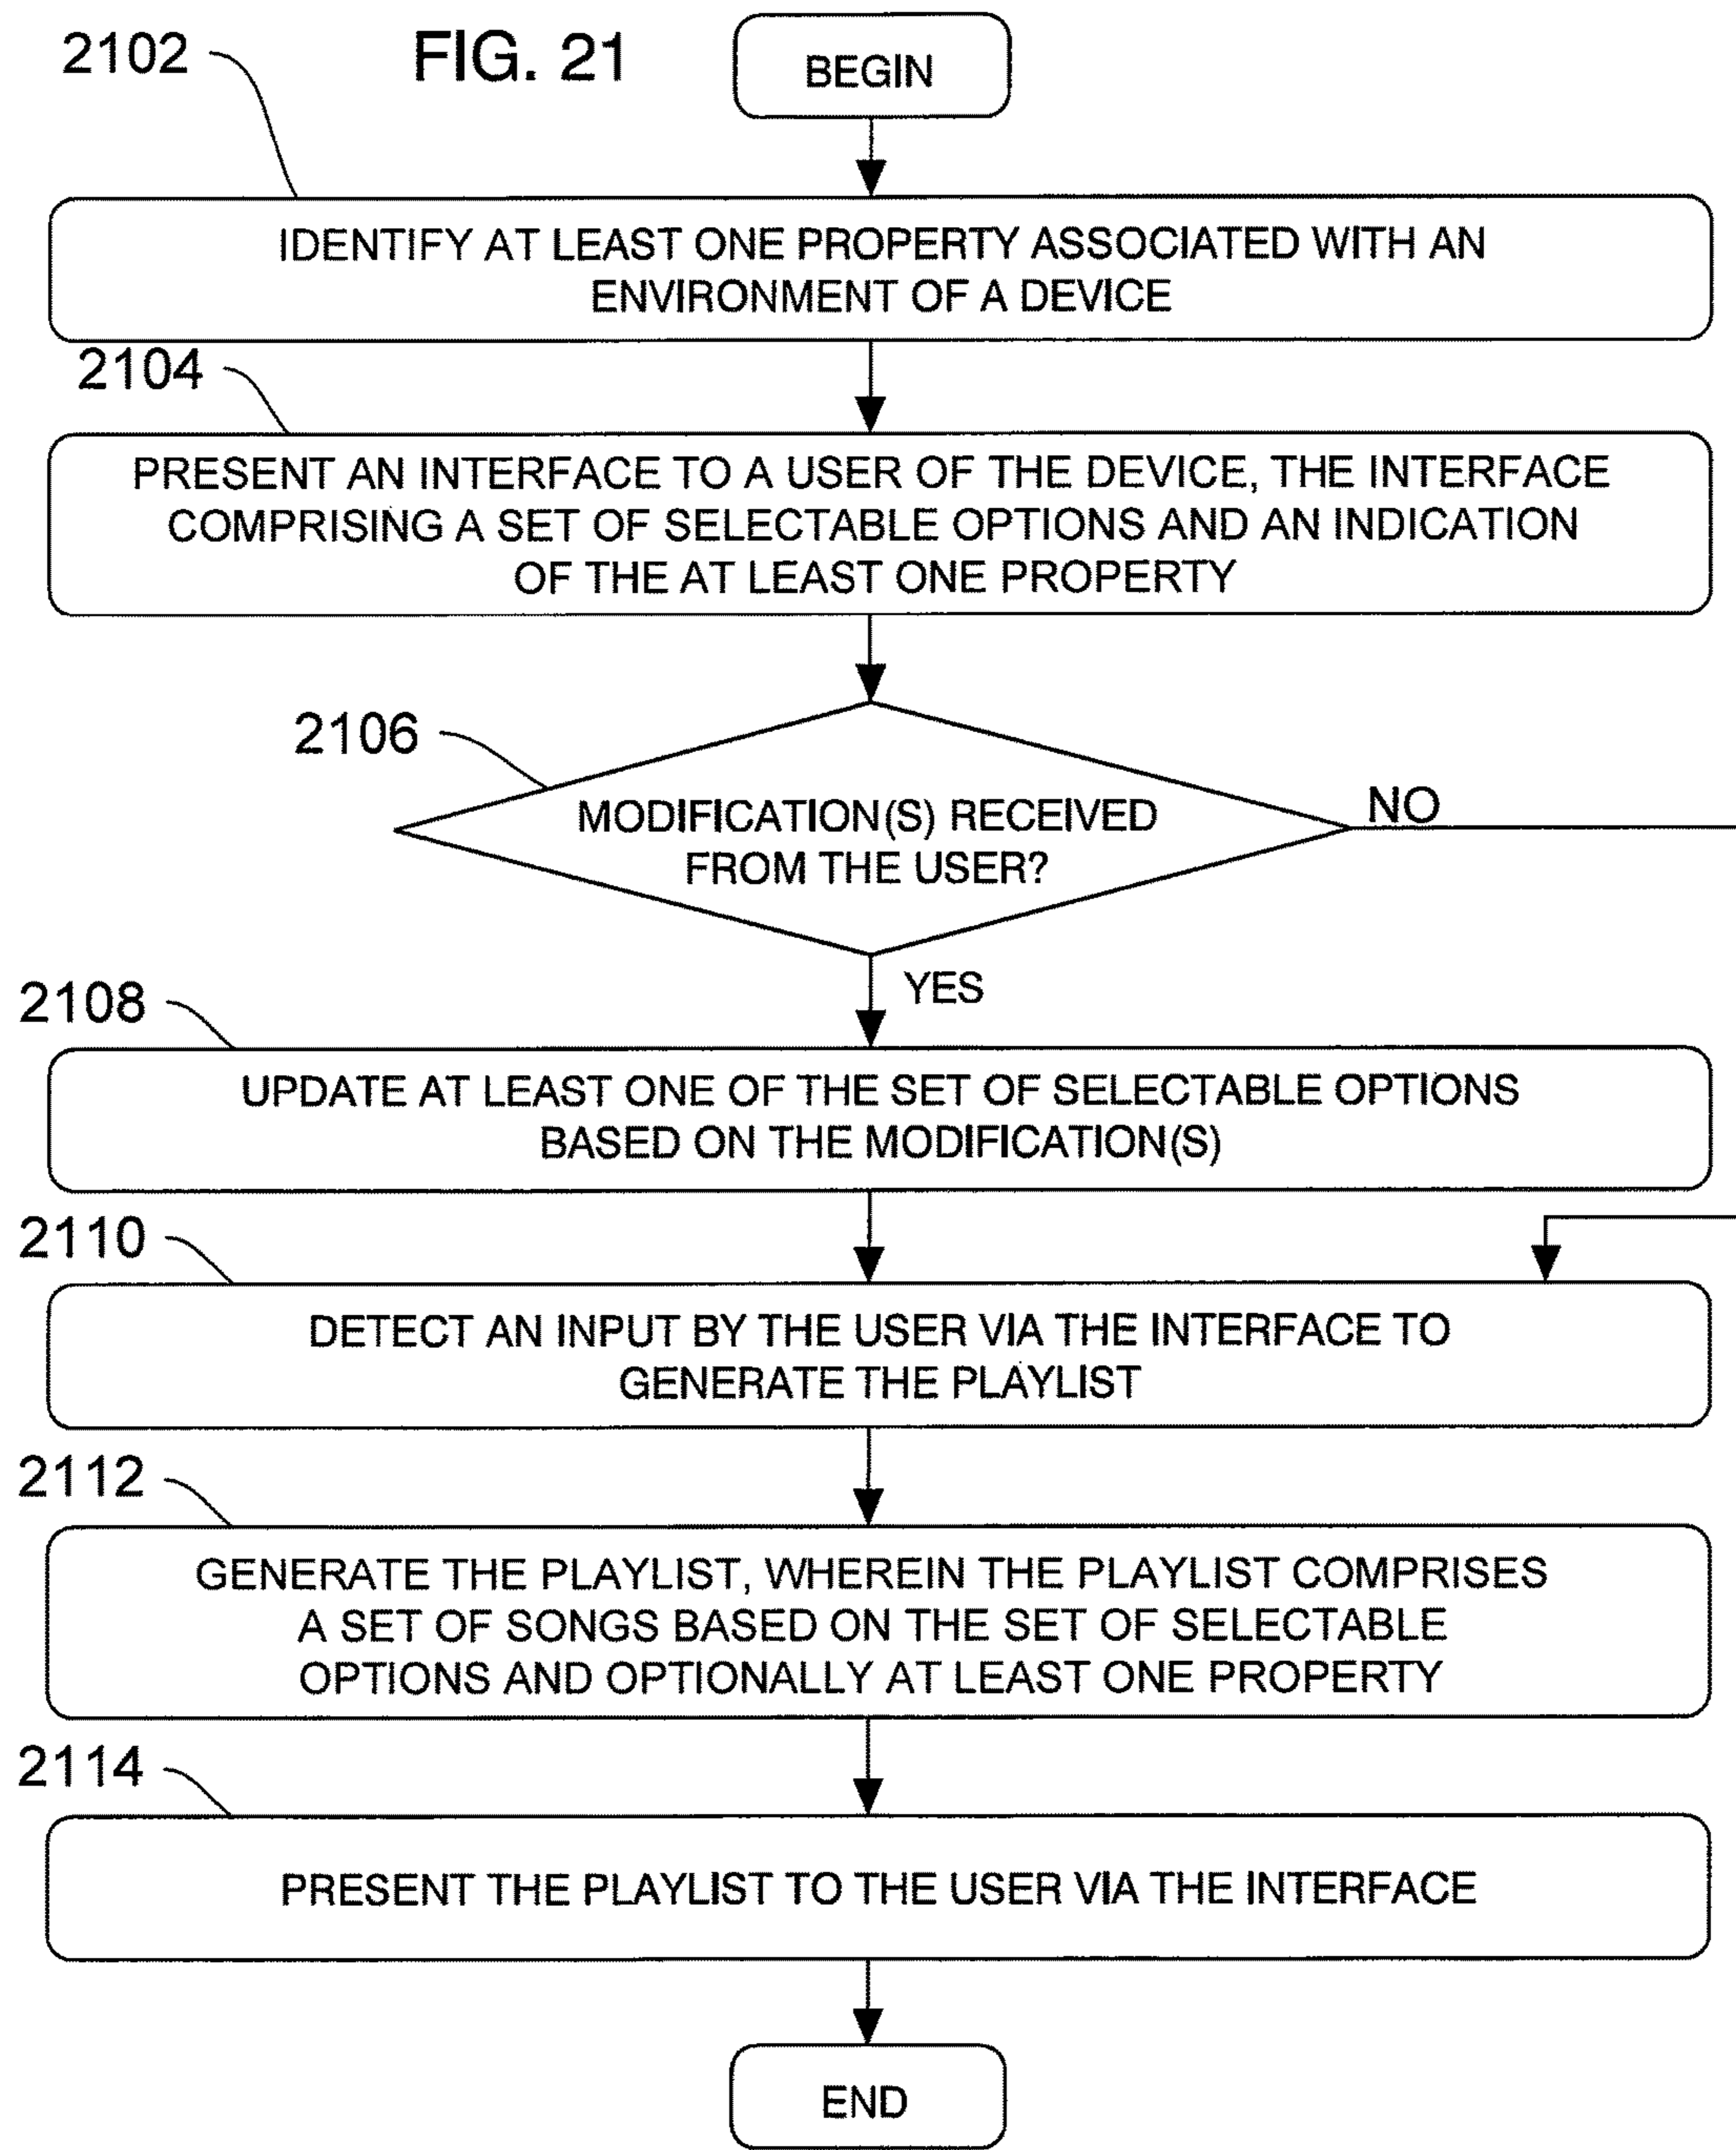 2102
FIG. 21
BEGIN
IDENTIFY AT LEAST ONE PROPERTY ASSOCIATED WITH AN
ENVIRONMENT OF A DEVICE
2104
PRESENT AN INTERFACE TO A USER OF THE DEVICE, THE INTERFACE
COMPRISING A SET OF SELECTABLE OPTIONS AND AN INDICATION
OF THE AT LEAST ONE PROPERTY
2106
MODIFICATION(S) RECEIVED
FROM THE USER?
NO
YES
2108
UPDATE AT LEAST ONE OF THE SET OF SELECTABLE OPTIONS
BASED ON THE MODIFICATION(S)
2110
DETECT AN INPUT BY THE USER VIA THE INTERFACE TO
GENERATE THE PLAYLIST
2112
GENERATE THE PLAYLIST, WHEREIN THE PLAYLIST COMPRISES
A SET OF SONGS BASED ON THE SET OF SELECTABLE
OPTIONS AND OPTIONALLY AT LEAST ONE PROPERTY
2114
PRESENT THE PLAYLIST TO THE USER VIA THE INTERFACE
END